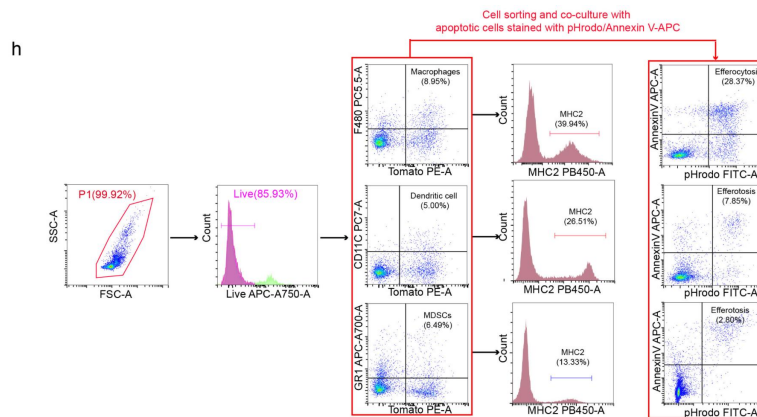 Cell sorting and co-culture with
apoptotic cells stained with pHrodo/Annexin V-APC
h
F480 PC5.5-A
Macrophages
(8.95%)
Tomato PE-A
Count
MHC2
(39.94%)
MHC2 PB450-A
AnnexinV APC-A
Efferocytosi
(28.37%)
pHrodo FITC-A
SSC-A
P1(99.92%)
FSC-A
Count
Live(85.93%)
Live APC-A750-A
CD11C PC7-A
Dendritic cell
(5.00%)
Tomato PE-A
Count
MHC2
(26.51%)
MHC2 PB450-A
AnnexinV APC-A
Efferotosis
(7.85%)
pHrodo FITC-A
GR1 APC-A700-A
MDSCs
(6.49%)
Tomato PE-A
Count
MHC2
(13.33%)
MHC2 PB450-A
AnnexinV APC-A
Efferotosis
(2.80%)
pHrodo FITC-A